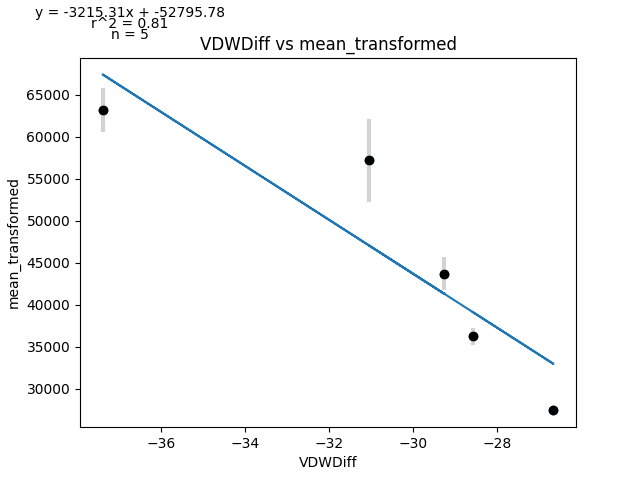 y = -3215.31x + -52795.78
r^2 = 0.81
n = 5
VDWDiff vs mean_transformed
65000
60000
55000
50000
45000
40000
35000
30000
mean_transformed
−36
−34
−32
−30
−28
VDWDiff